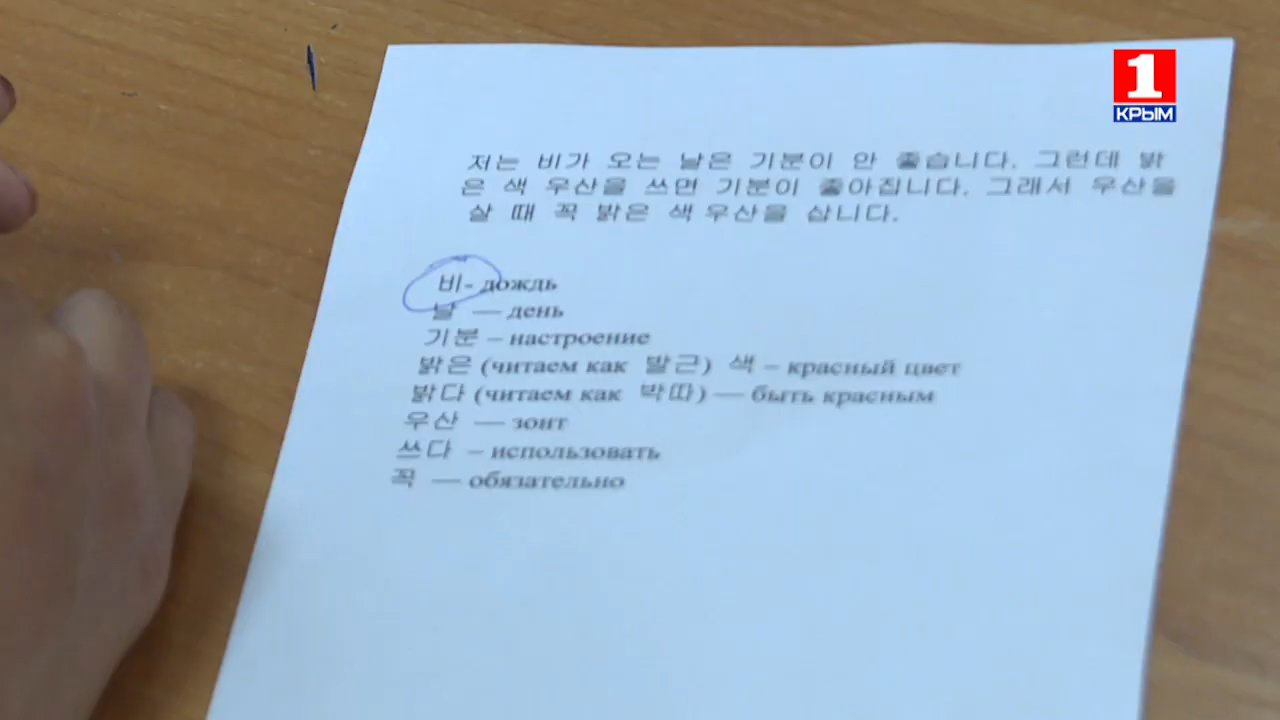 1
КРЫМ
저는 비가 오는 날은 기분이 안 좋습니다. 그런데 밝
은 색 우산을 쓰면 기분이 좋아집니다. 그래서 우산을
살 때 꼭 밝은 색 우산을 삽니다.
비- дождь
날 — день
기분 – настроение
밝은 (читаем как 발근) 색 – красный цвет
밝다 (читаем как 박따) — быть красным
우산 — зонт
쓰다 – использовать
꼭 — обязательно